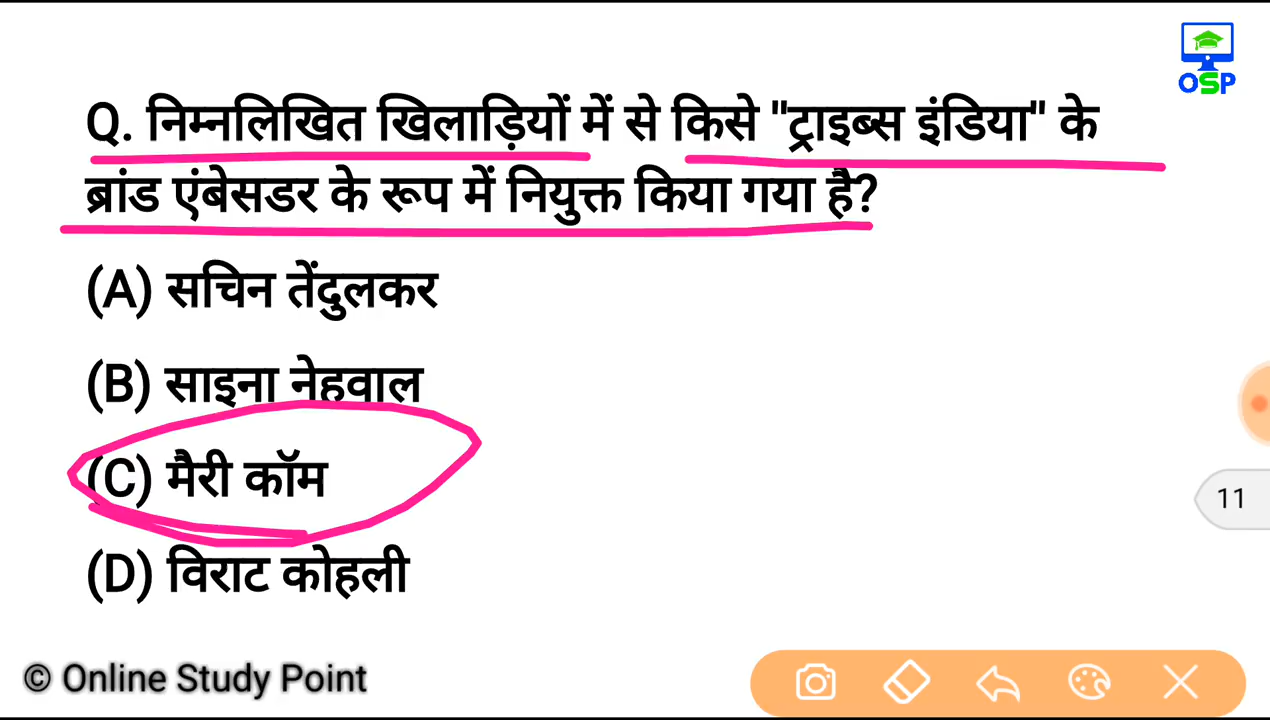 OSP
Q. निम्नलिखित खिलाड़ियों में से किसे "ट्राइब्स इंडिया" के
ब्रांड एंबेसडर के रूप में नियुक्त किया गया है?
(A) सचिन तेंदुलकर
(B) साइना नेहवाल
(C) मैरी कॉम
11
(D) विराट कोहली
© Online Study Point